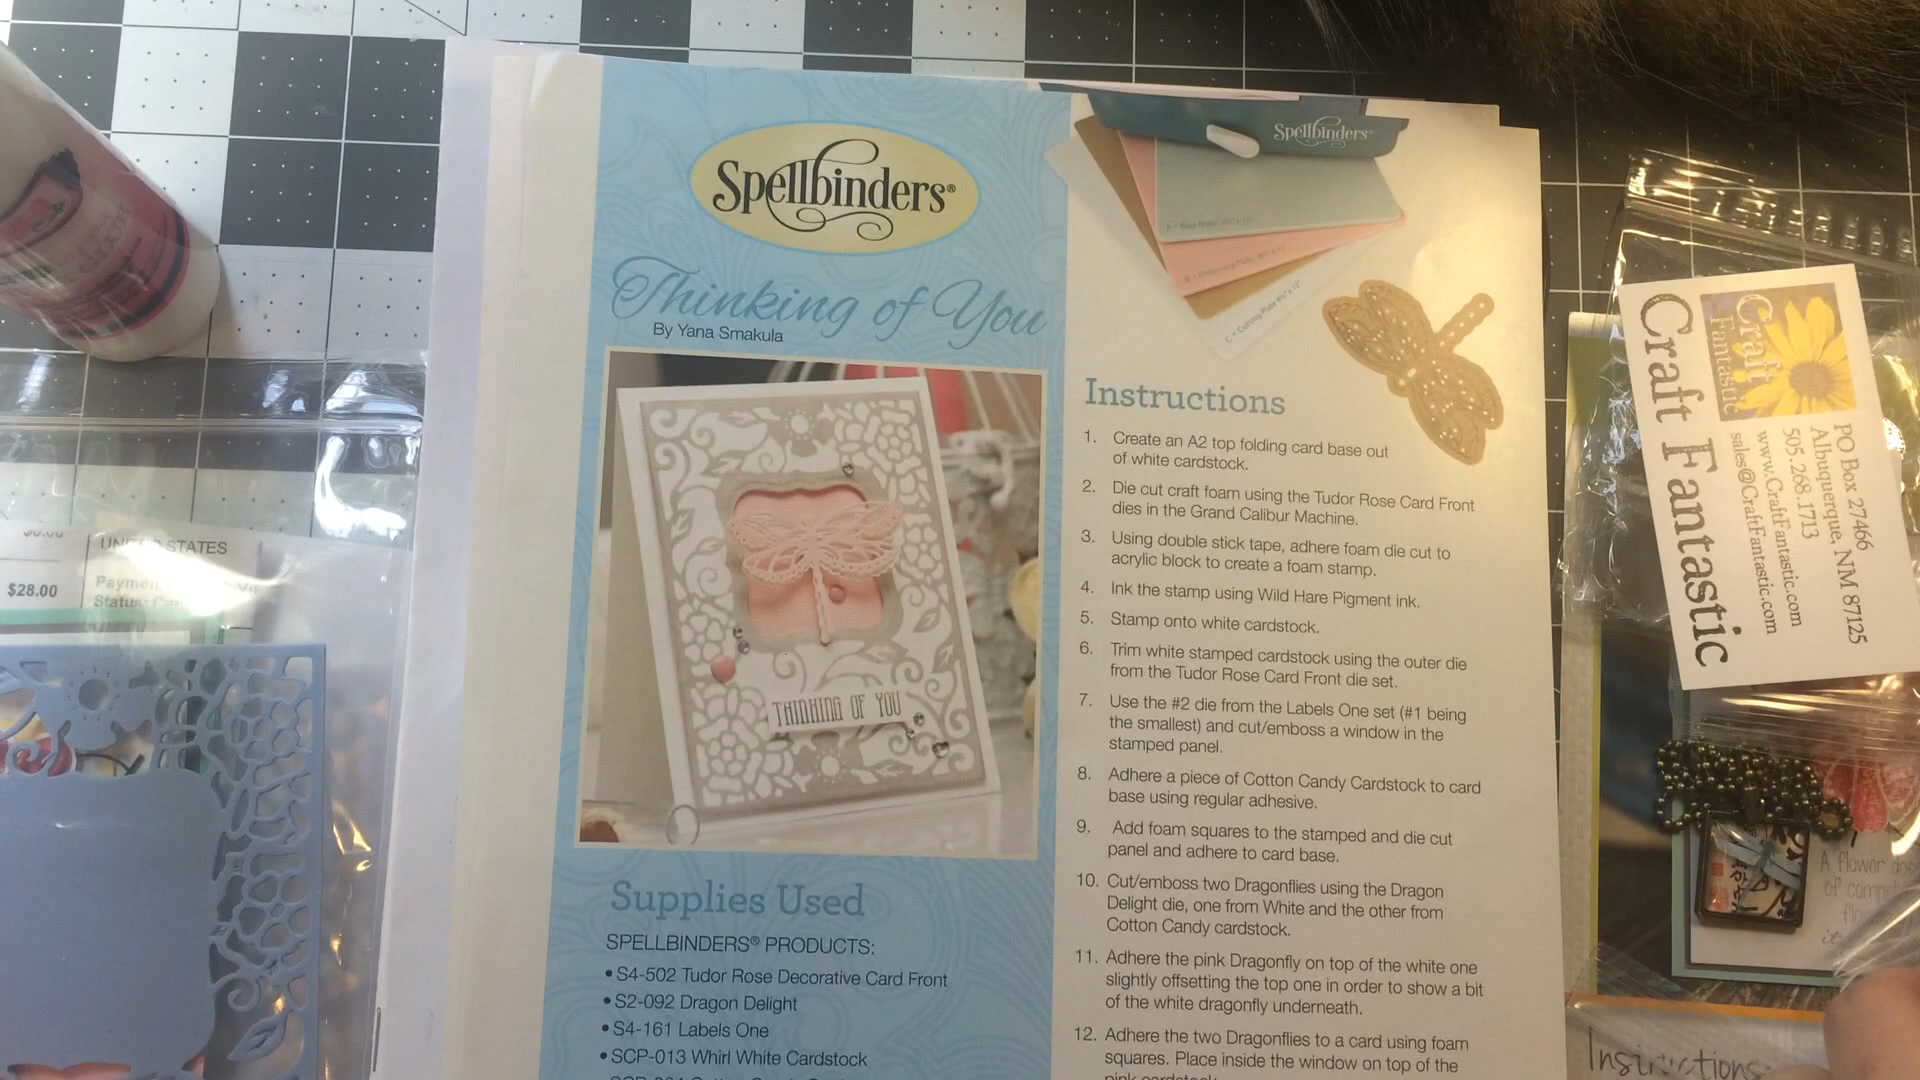 Spellbinders®
Thinking of You
By Yana Smakula
THINKING OF YOU
Supplies Used
SPELLBINDERS® PRODUCTS:
• S4-502 Tudor Rose Decorative Card Front
• S2-092 Dragon Delight
• S4-161 Labels One
• SCP-013 Whirl White Cardstock
Spellbinders®
Instructions
1. Create an A2 top folding card base out
of white cardstock.
2. Die cut craft foam using the Tudor Rose Card Front
dies in the Grand Calibur Machine.
3. Using double stick tape, adhere foam die cut to
acrylic block to create a foam stamp.
4. Ink the stamp using Wild Hare Pigment ink.
5. Stamp onto white cardstock.
6. Trim white stamped cardstock using the outer die
from the Tudor Rose Card Front die set.
7. Use the #2 die from the Labels One set (#1 being
the smallest) and cut/emboss a window in the
stamped panel.
8. Adhere a piece of Cotton Candy Cardstock to card
base using regular adhesive.
9. Add foam squares to the stamped and die cut
panel and adhere to card base.
10. Cut/emboss two Dragonflies using the Dragon
Delight die, one from White and the other from
Cotton Candy cardstock.
11. Adhere the pink Dragonfly on top of the white one
slightly offsetting the top one in order to show a bit
of the white dragonfly underneath.
12. Adhere the two Dragonflies to a card using foam
squares. Place inside the window on top of the
Craft
Fantastic
Craft Fantastic
PO Box 27466
Albuquerque, NM 87125
505.268.1713
www.CraftFantastic.com
sales@CraftFantastic.com
STATES
$28.00
Status:
A flower
of
Instructions